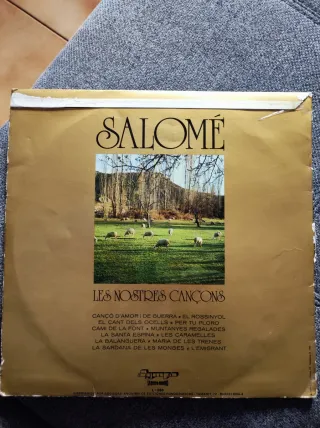 SALOMÉ
LES NOSTRES CANÇONS
CANÇÓ D'AMOR I DE GUERRA • EL ROSSINYOL
EL CANT DELS OCELLS • PER TU PLORO
CAMI DE LA FONT • MUNTANYES REGALADES
LA SANTA ESPINA • LES CARAMELLES
LA BALANGUERA • MARIA DE LES TRENES
LA SARDANA DE LES MONGES • L'EMIGRANT